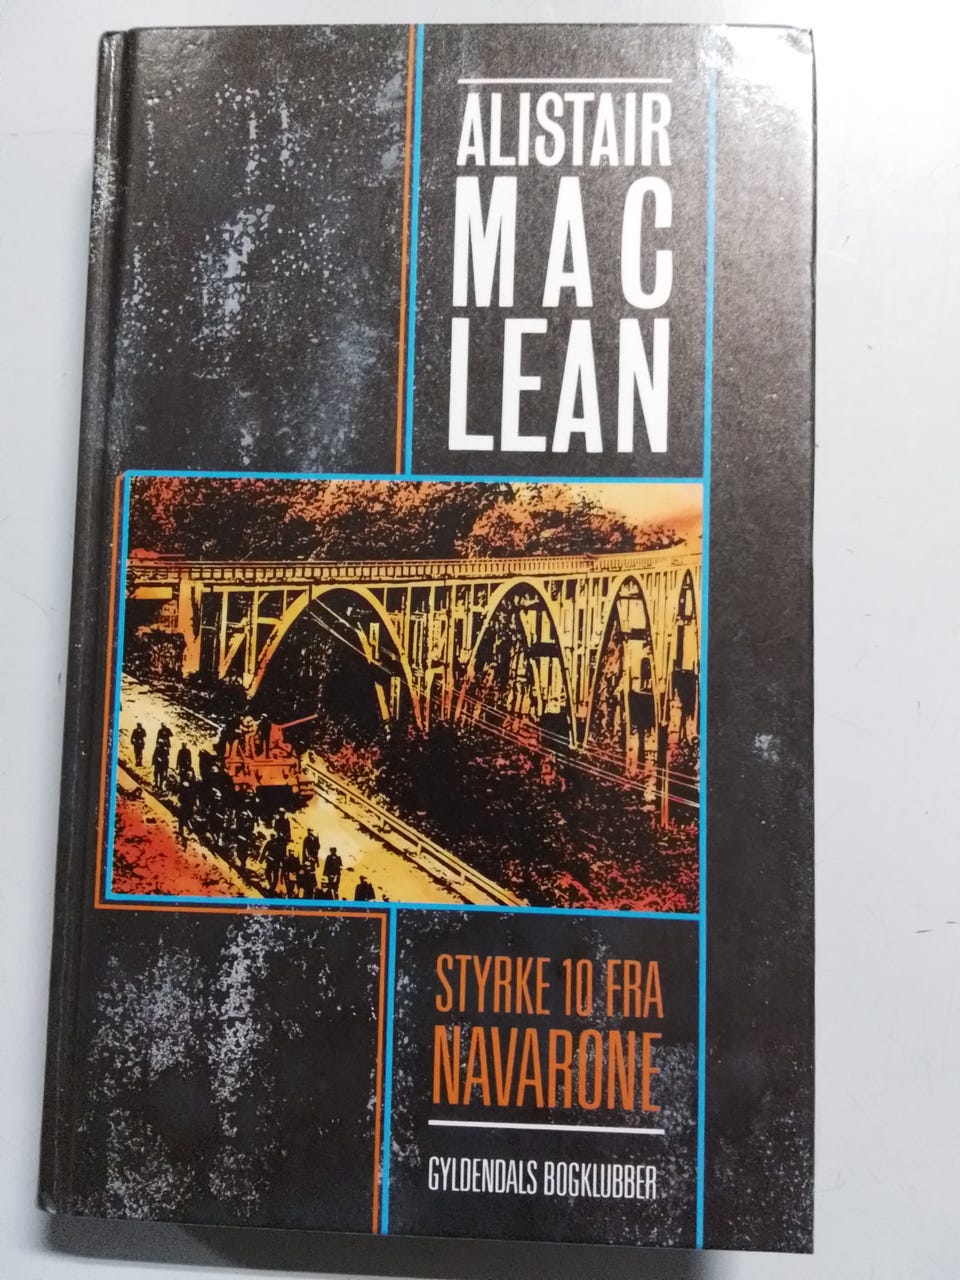 ALISTAIR
MAC
LEAN
STYRKE 10 FRA
NAVARONE
GYLDENDALS BOGKLUBBER